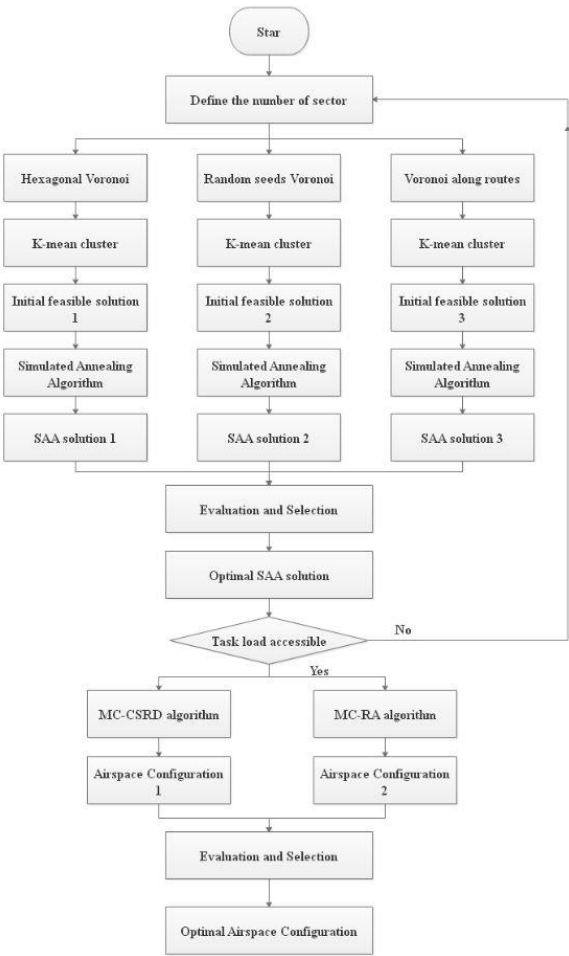 Star
Define the number of sector
Hexagonal Voronoi
Random seeds Voronoi
Voronoi along routes
K-mean cluster
K-mean cluster
K-mean cluster
Initial feasible solution
1
Initial feasible solution
2
Initial feasible solution
3
Simulated Annealing
Algorithm
Simulated Annealing
Algorithm
Simulated Annealing
Algorithm
SAA solution 1
SAA solution 2
SAA solution 3
Evaluation and Selection
Optimal SAA solution
Task load accessible
No
Yes
MC-CSRD algorithm
MC-RA algorithm
Airspace Configuration
1
Airspace Configuration
2
Evaluation and Selection
Optimal Airspace Configuration